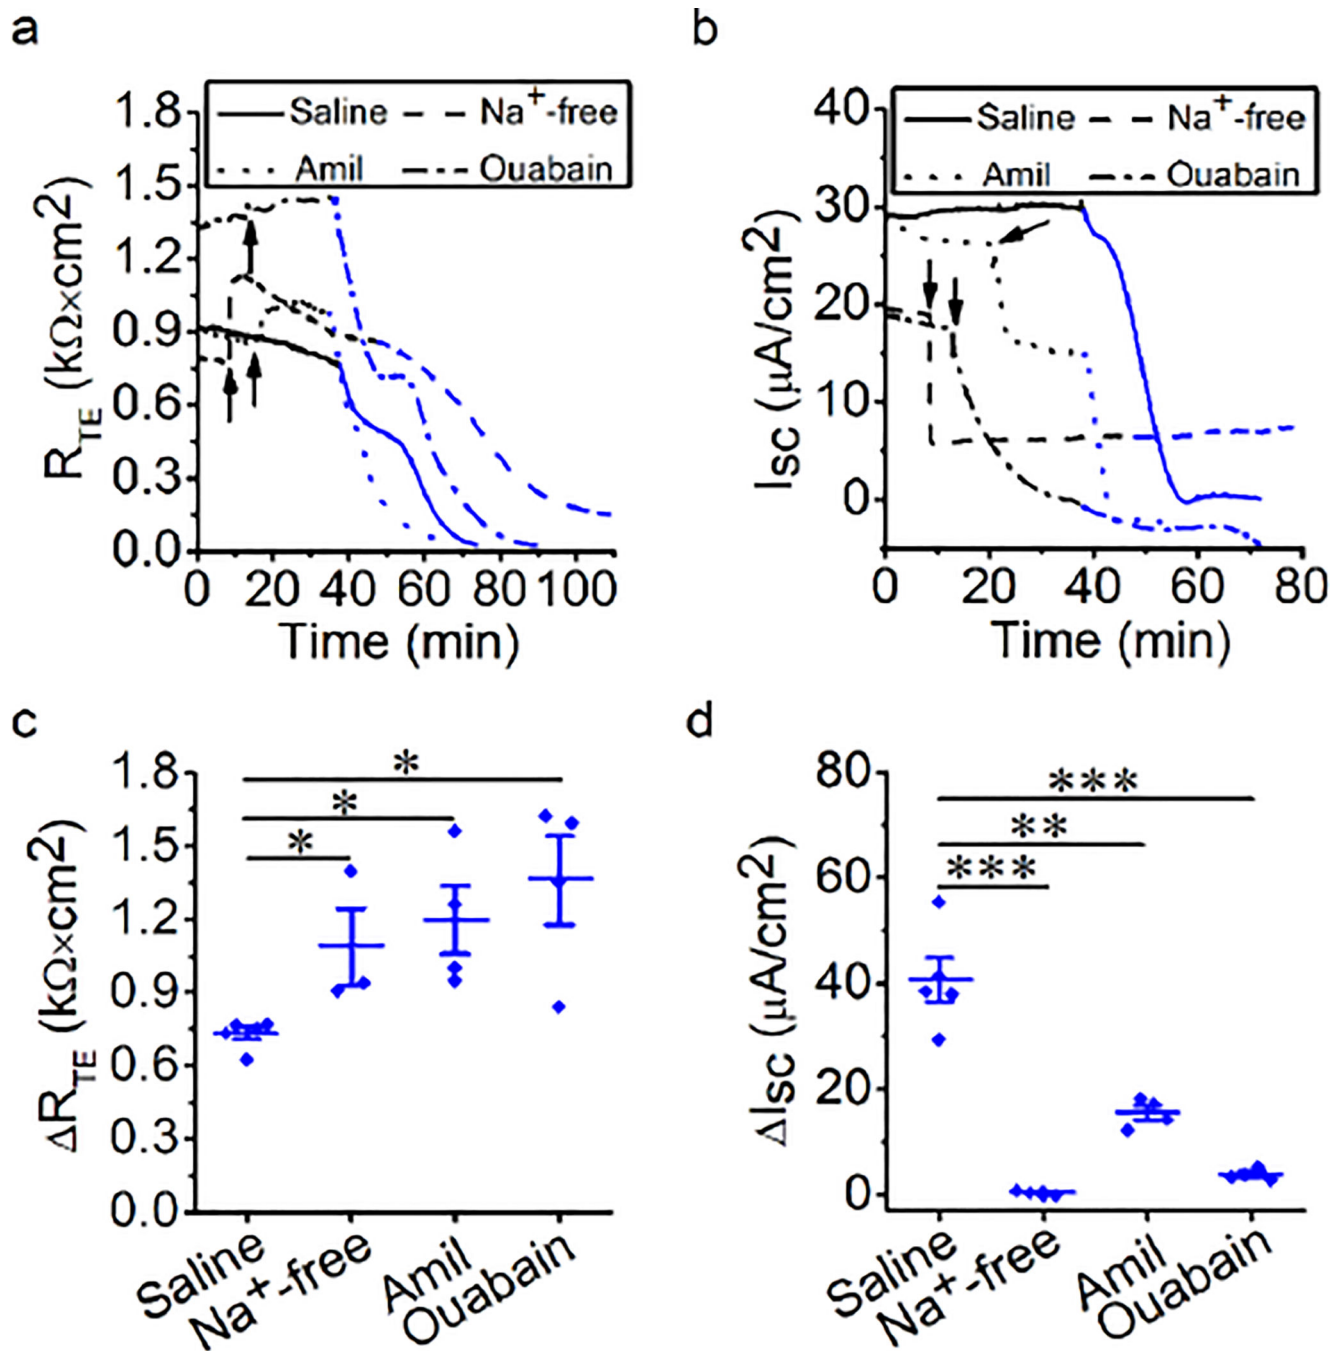 a
Saline Na⁺-free
Amil Ouabain
1.8
1.5
1.2
0.9
0.6
0.3
0.0
R_TE (kΩ×cm2)
0 20 40 60 80 100
Time (min)
b
Saline Na⁺-free
Amil Ouabain
40
30
20
10
0
Isc (μA/cm2)
0 20 40 60 80
Time (min)
c
1.8
1.5
1.2
0.9
0.6
0.3
0.0
ΔR_TE (kΩ×cm2)
*
*
*
Saline
Na⁺-free
Amil
Ouabain
d
80
60
40
20
0
ΔIsc (μA/cm2)
***
**
***
Saline
Na⁺-free
Amil
Ouabain